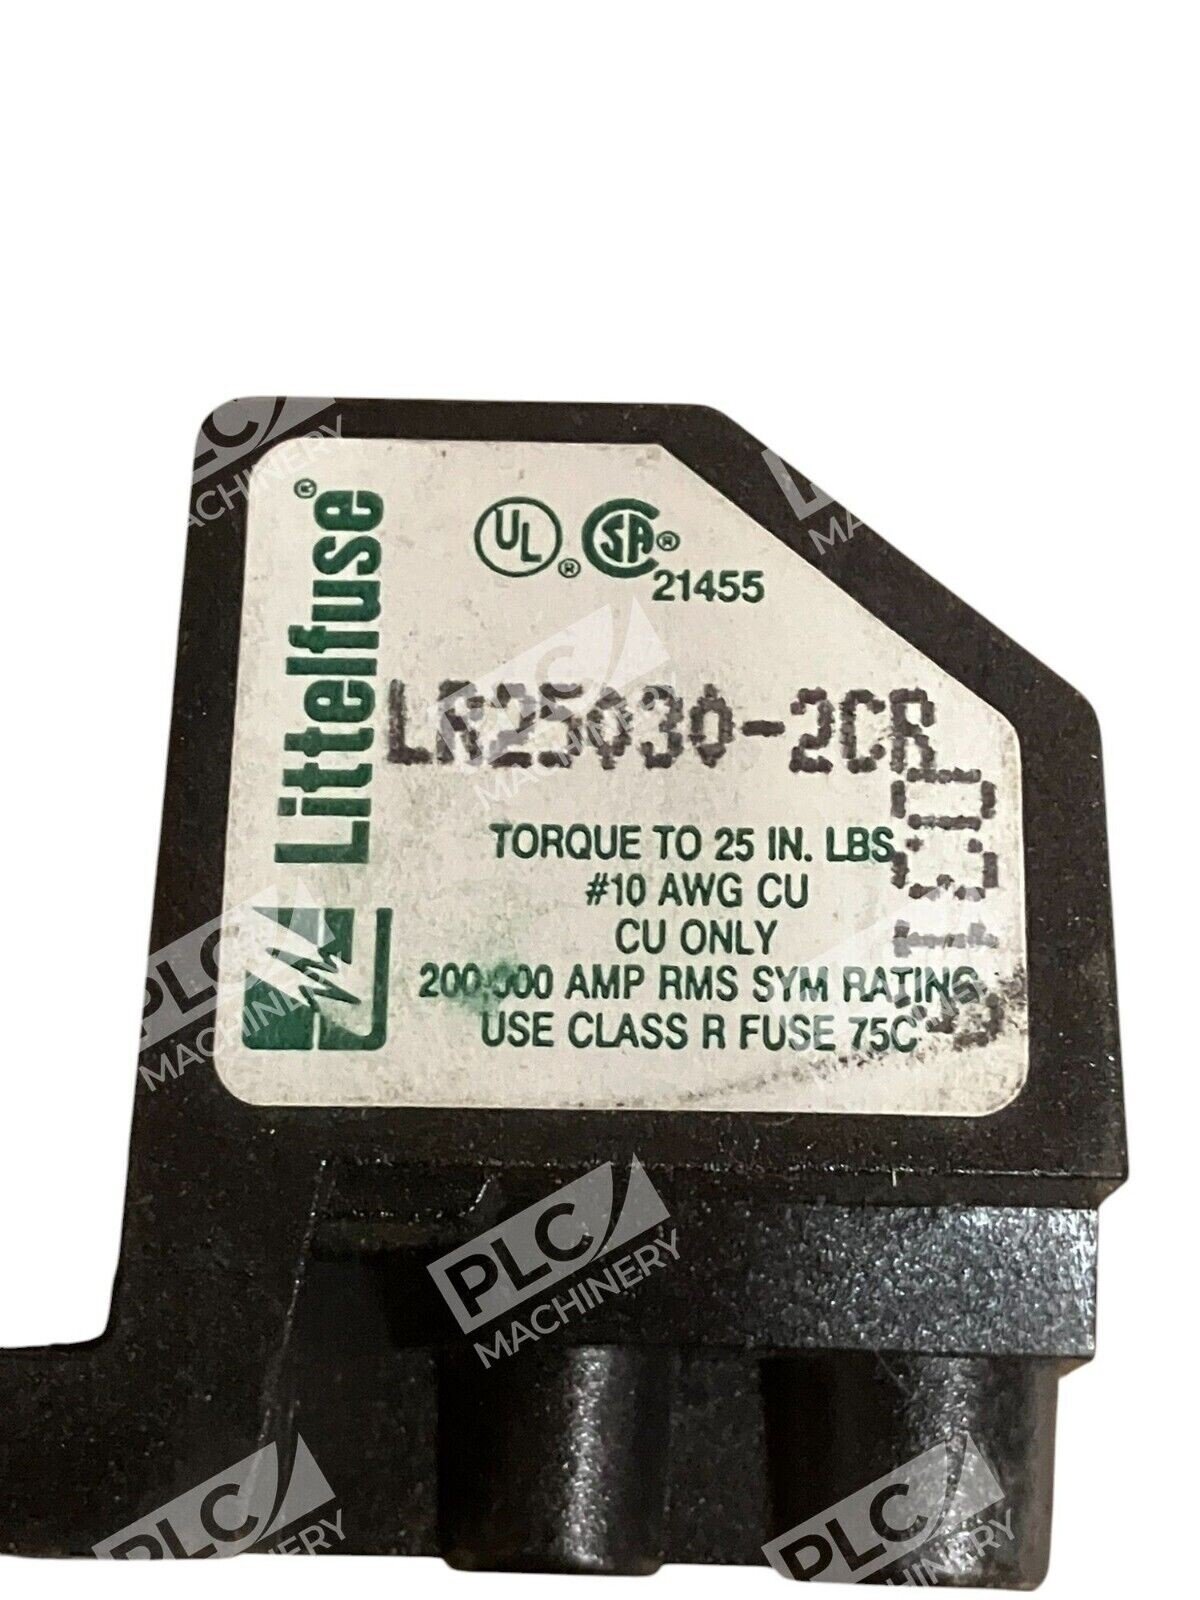 Littelfuse®
UL® SA®
21455
LR25030-2CR
TORQUE TO 25 IN. LBS.
#10 AWG CU
CU ONLY
200,000 AMP RMS SYM RATING
USE CLASS R FUSE 75C
PLC
MACHINERY